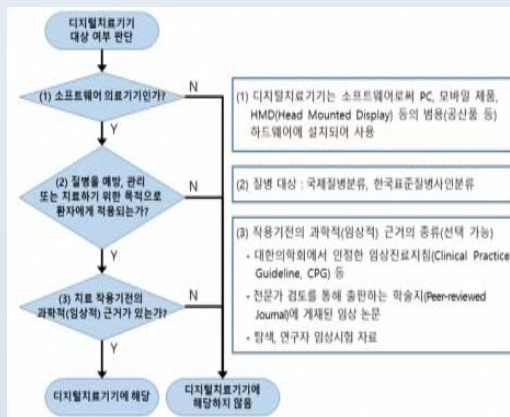 디지털치료기기
대상 여부 판단
(1) 소프트웨어 의료기기인가?
N
Y
(2) 질병을 예방, 관리
또는 치료하기 위한 목적으로
환자에게 적용되는가?
N
Y
(3) 치료 작용기전의
과학적(임상적) 근거가 있는가?
N
Y
디지털치료기기에 해당
디지털치료기기에
해당하지 않음
(1) 디지털치료기기는 소프트웨어로써 PC, 모바일 제품,
HMD(Head Mounted Display) 등의 범용(공산품 등)
하드웨어에 설치되어 사용
(2) 질병 대상 : 국제질병분류, 한국표준질병사인분류
(3) 작용기전의 과학적(임상적) 근거의 종류(선택 가능)
- 대한의학회에서 인정한 임상진료지침(Clinical Practice
Guideline, CPG) 등
- 전문가 검토를 통해 출판하는 학술지(Peer-reviewed
Journal)에 게재된 임상 논문
- 탐색, 연구자 임상시험 자료